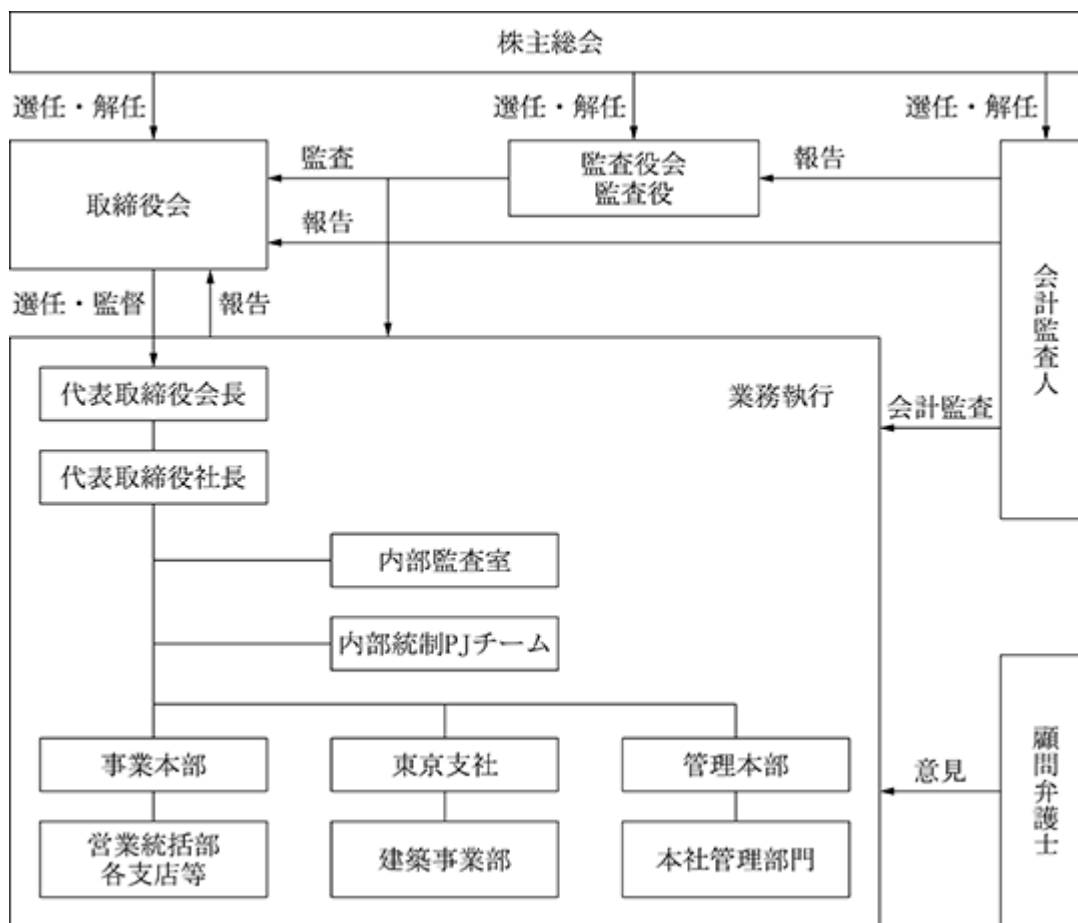 株主総会
選任・解任
選任・解任
選任・解任
取締役会
監査
監査役会
監査役
報告
報告
会計監査人
選任・監督
報告
業務執行
代表取締役会長
会計監査
代表取締役社長
内部監査室
内部統制PJチーム
事業本部
東京支社
管理本部
顧問弁護士
意見
営業統括部
各支店等
建築事業部
本社管理部門